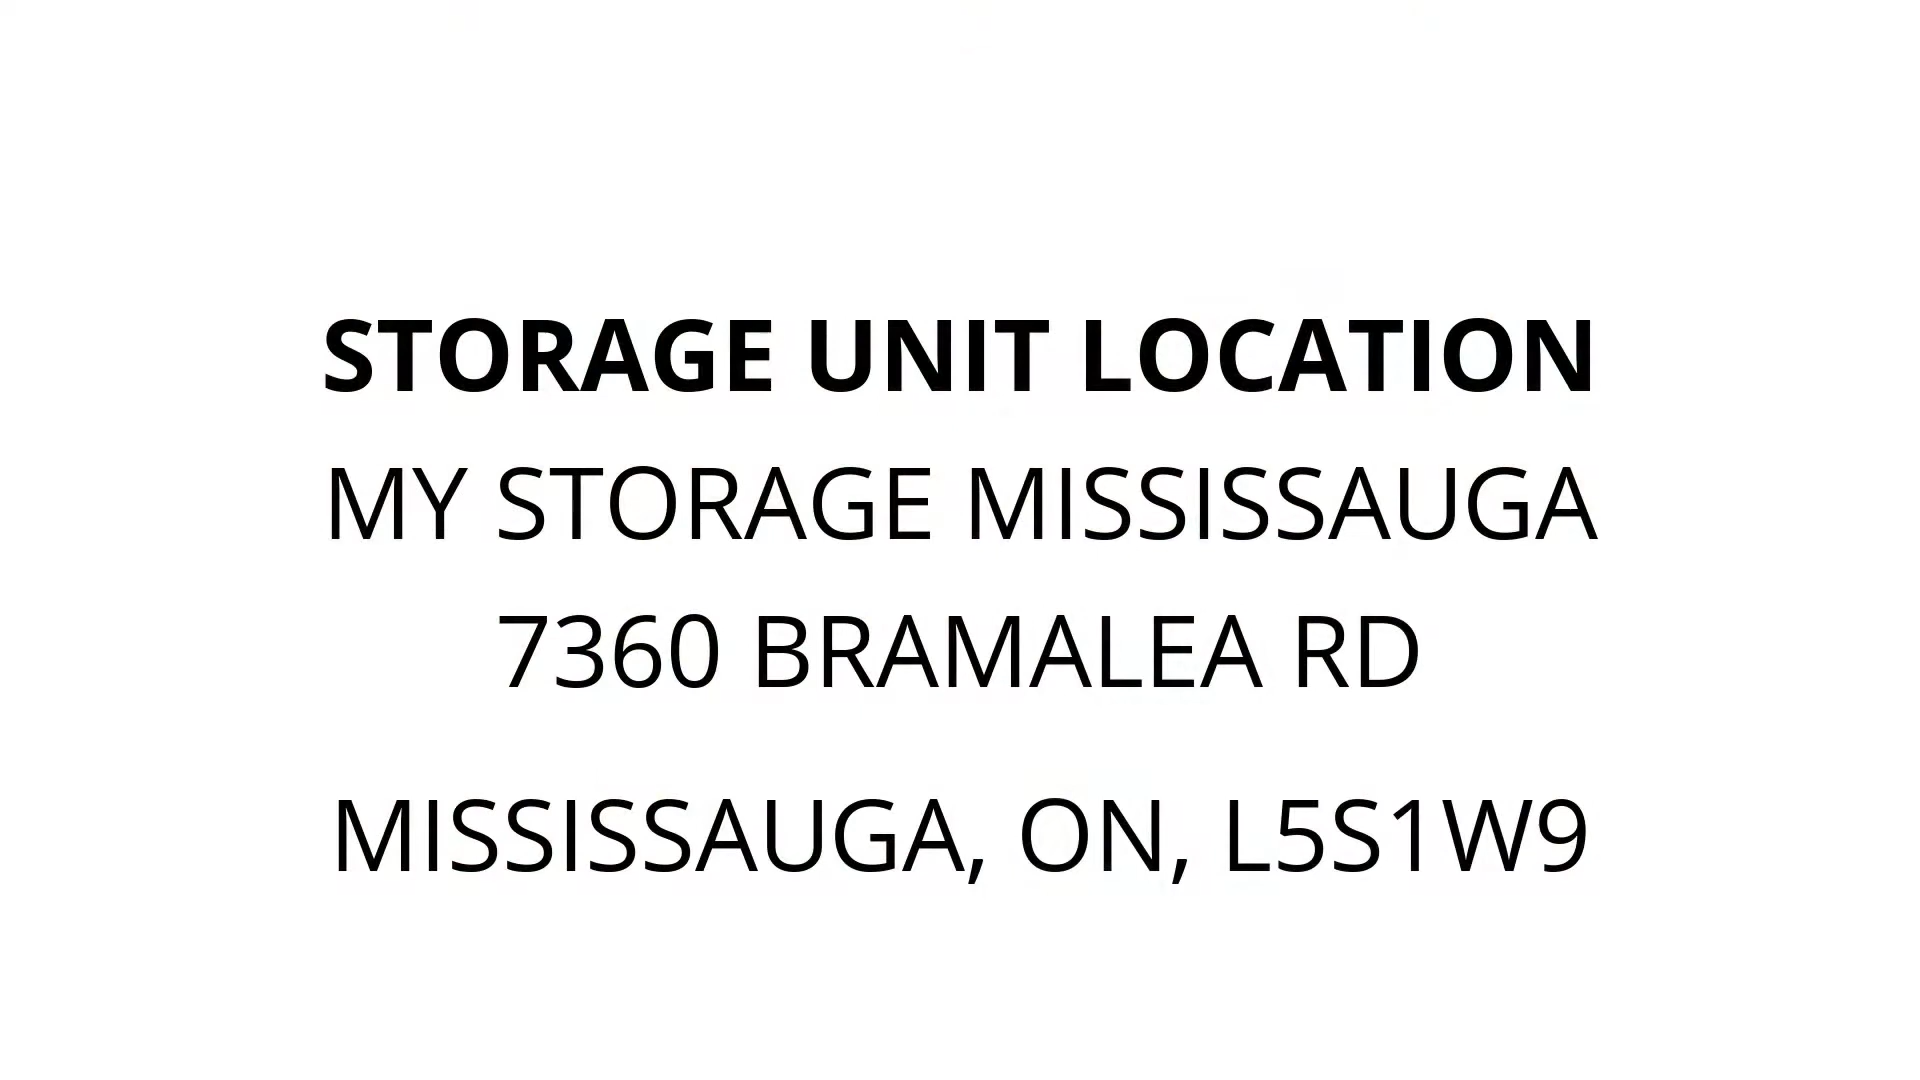 STORAGE UNIT LOCATION
MY STORAGE MISSISSAUGA
7360 BRAMALEA RD
MISSISSAUGA, ON, L5S1W9